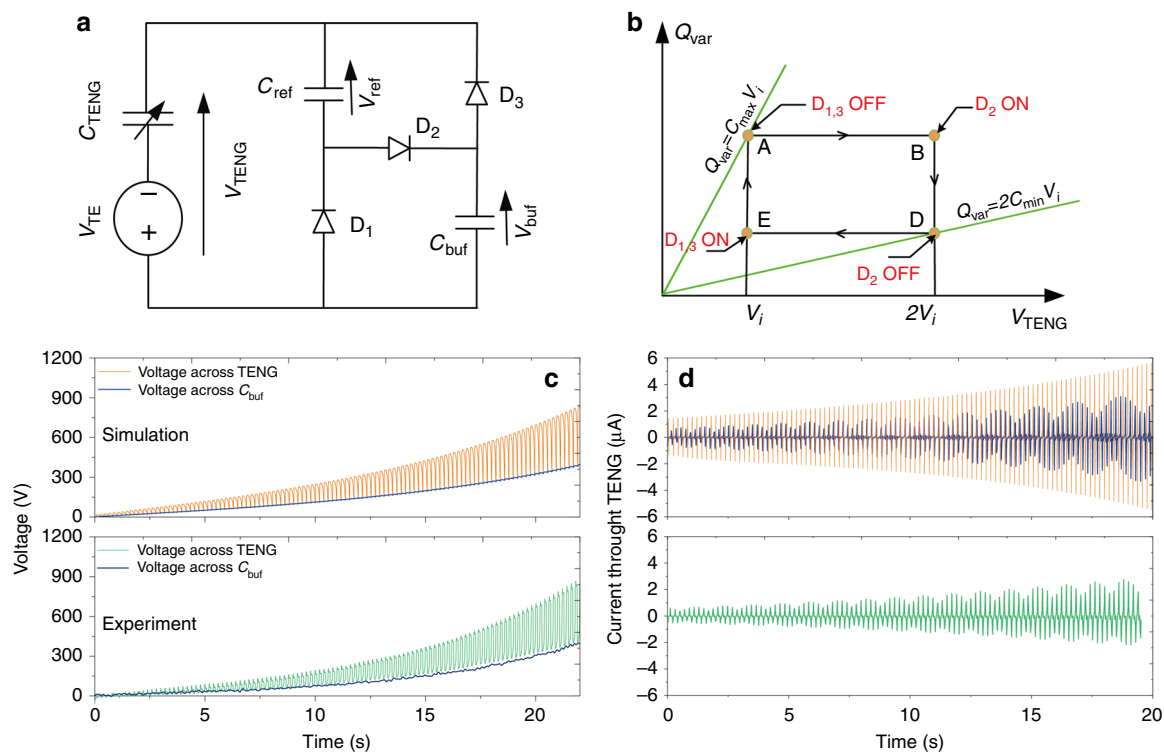 a
C_TENG
V_TE
−
+
V_TENG
C_ref
V_ref
D_1
D_2
D_3
C_buf
V_buf
b
Q_var
Q_var=C_max V_i
D_1,3 OFF
D_2 ON
A
B
Q_var=2C_min V_i
E
D
D_1,3 ON
D_2 OFF
V_i
2V_i
V_TENG
c
1200
900
600
300
0
Voltage across TENG
Voltage across C_buf
Simulation
1200
900
600
300
0
Voltage across TENG
Voltage across C_buf
Experiment
Voltage (V)
0
5
10
15
20
Time (s)
d
6
4
2
0
−2
−4
−6
6
4
2
0
−2
−4
−6
Current throught TENG (μA)
0
5
10
15
20
Time (s)